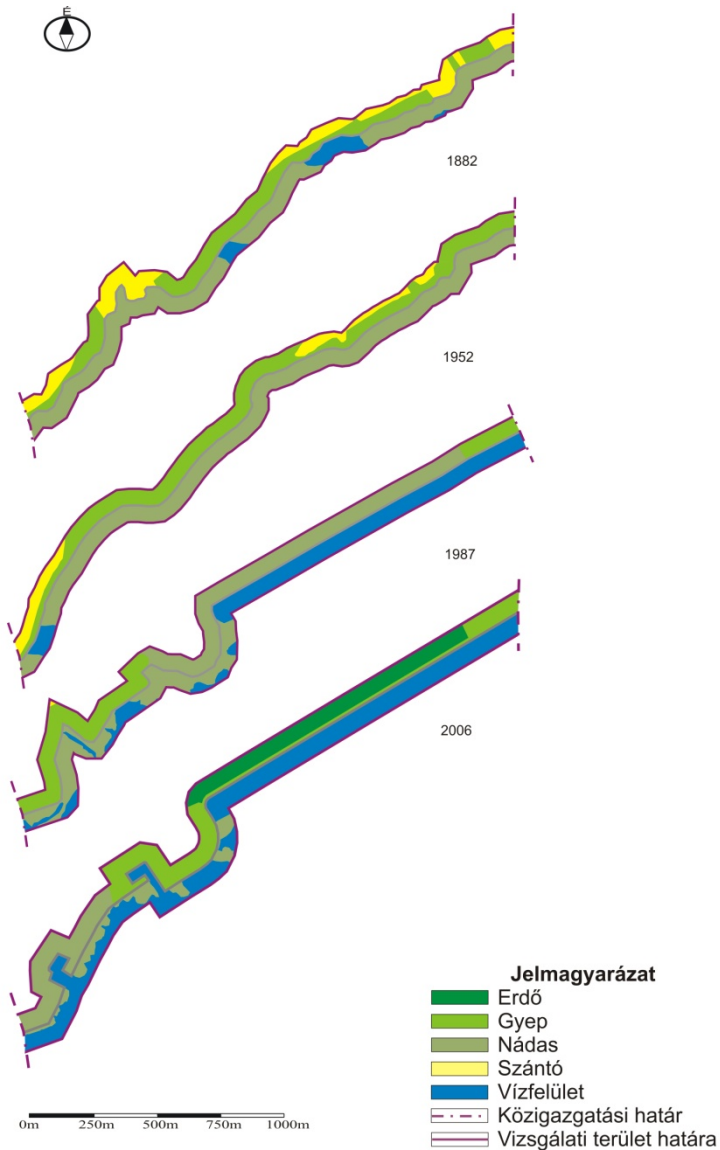 É
1882
1952
1987
2006
Jelmagyarázat
Erdő
Gyep
Nádas
Szántó
Vízfelület
Közigazgatási határ
Vizsgálati terület határa
0m 250m 500m 750m 1000m